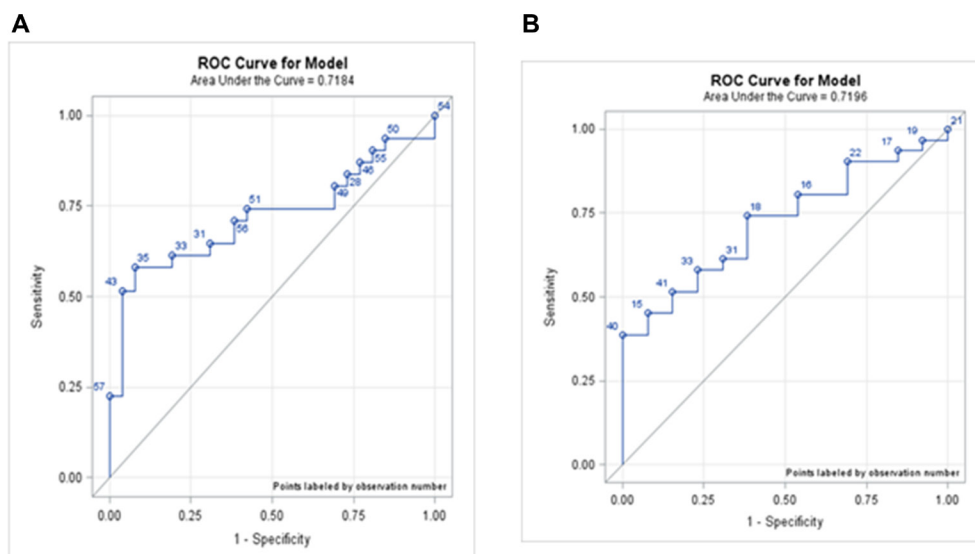 A
ROC Curve for Model
Area Under the Curve = 0.7184
Sensitivity
1.00
0.75
0.50
0.25
0.00
57
43
35
33
31
56
51
49
28
46
55
50
54
Points labeled by observation number
0.00 0.25 0.50 0.75 1.00
1 - Specificity
B
ROC Curve for Model
Area Under the Curve = 0.7196
Sensitivity
1.00
0.75
0.50
0.25
0.00
40
15
41
33
31
18
16
22
17
19
21
Points labeled by observation number
0.00 0.25 0.50 0.75 1.00
1 - Specificity